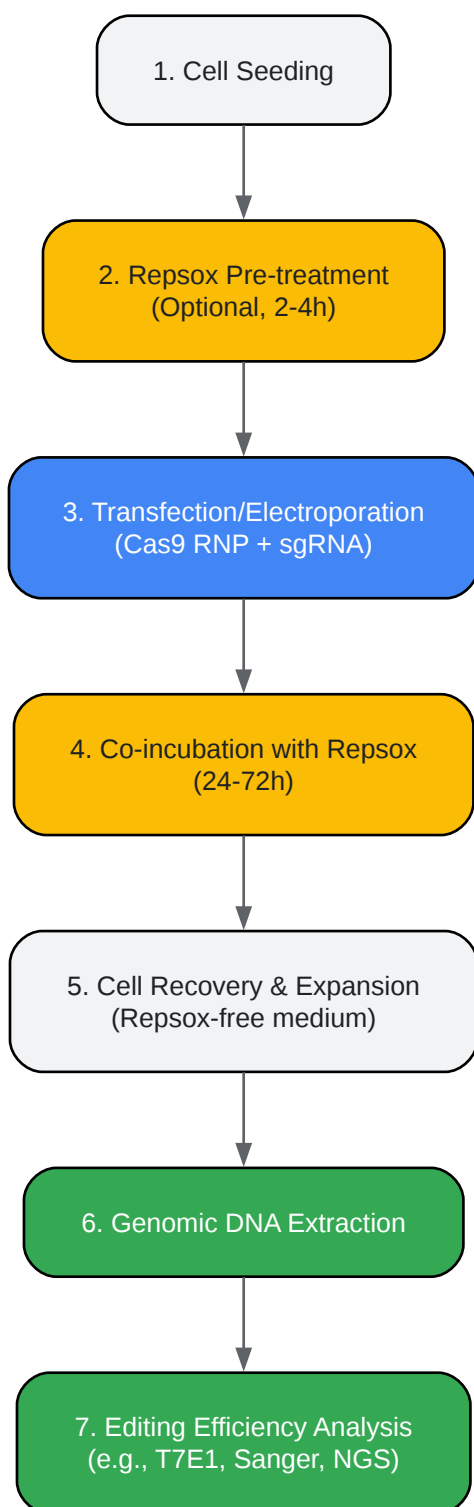 1. Cell Seeding
2. Repsox Pre-treatment
(Optional, 2-4h)
3. Transfection/Electroporation
(Cas9 RNP + sgRNA)
4. Co-incubation with Repsox
(24-72h)
5. Cell Recovery & Expansion
(Repsox-free medium)
6. Genomic DNA Extraction
7. Editing Efficiency Analysis
(e.g., T7E1, Sanger, NGS)